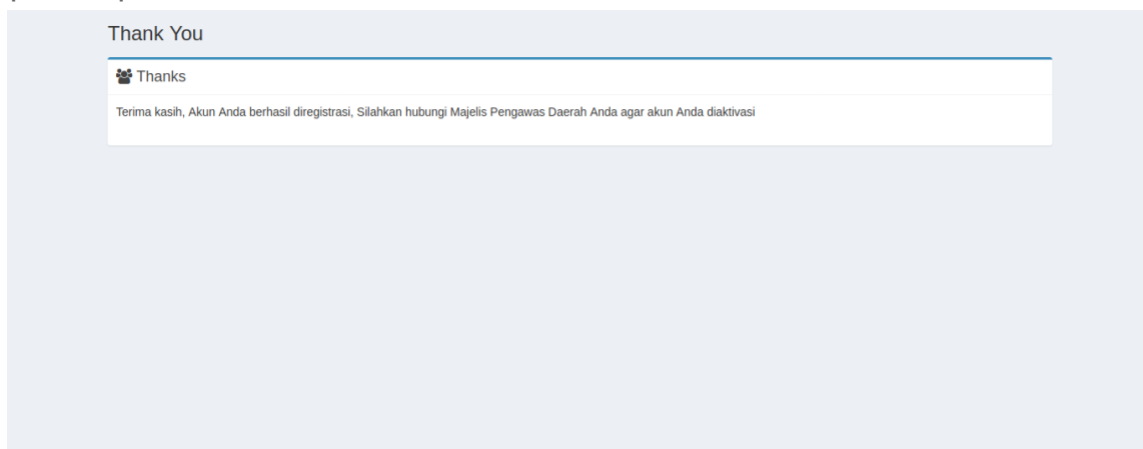 Thank You
Thanks
Terima kasih, Akun Anda berhasil diregistrasi, Silahkan hubungi Majelis Pengawas Daerah Anda agar akun Anda diaktivasi